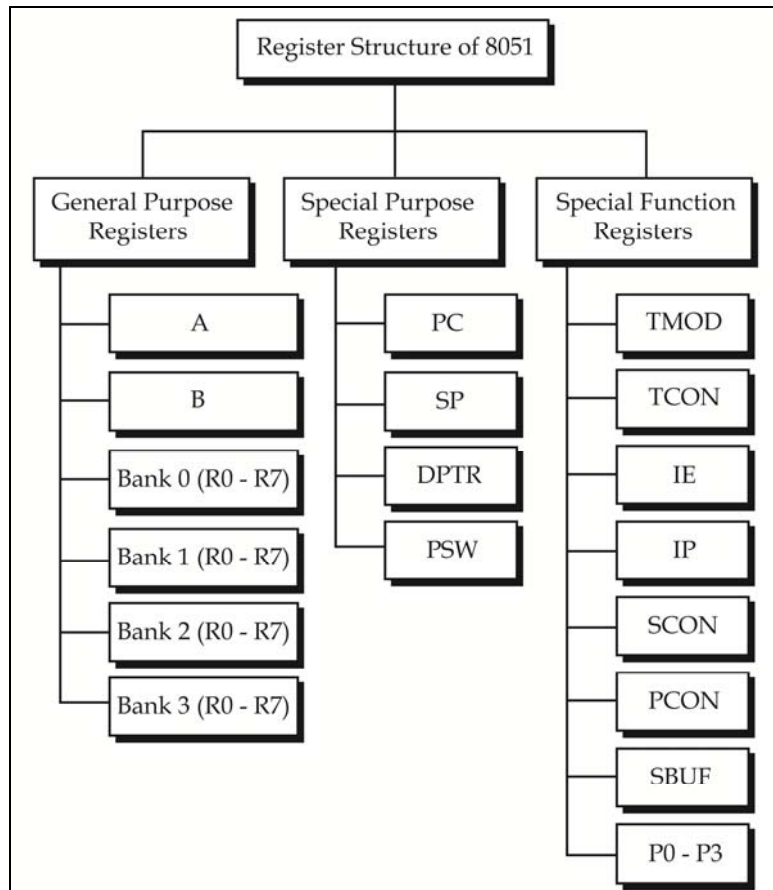 Register Structure of 8051
General Purpose
Registers
A
B
Bank 0 (R0 - R7)
Bank 1 (R0 - R7)
Bank 2 (R0 - R7)
Bank 3 (R0 - R7)
Special Purpose
Registers
PC
SP
DPTR
PSW
Special Function
Registers
TMOD
TCON
IE
IP
SCON
PCON
SBUF
P0 - P3